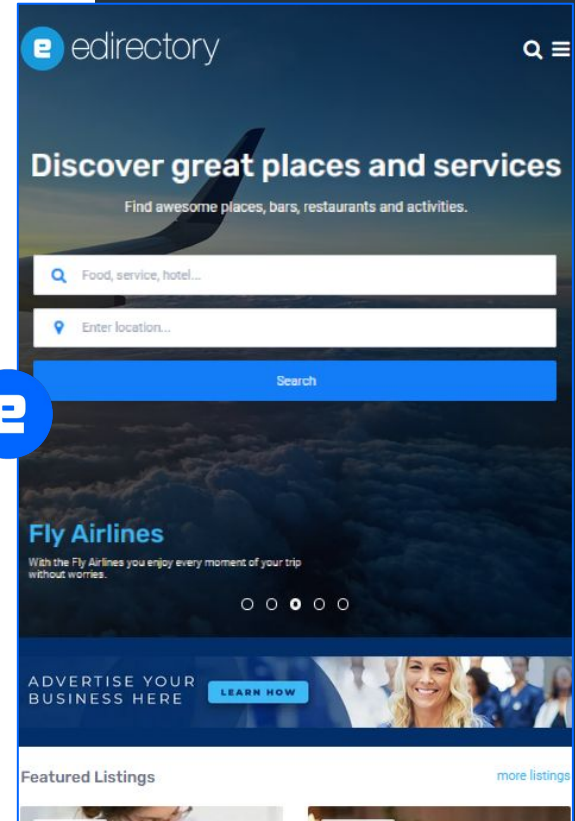 e edirectory
Discover great places and services
Find awesome places, bars, restaurants and activities.
Food, service, hotel...
Enter location...
Search
e
Fly Airlines
With the Fly Airlines you enjoy every moment of your trip
without worries.
ADVERTISE YOUR
BUSINESS HERE
LEARN HOW
Featured Listings
more listings